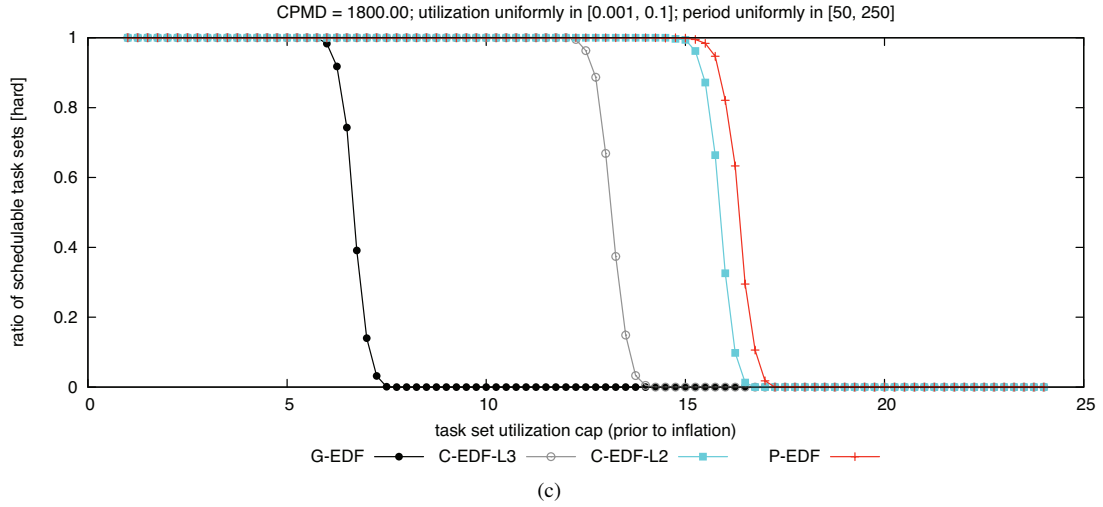 CPMD = 1800.00; utilization uniformly in [0.001, 0.1]; period uniformly in [50, 250]
1
0.8
0.6
0.4
0.2
0
ratio of schedulable task sets [hard]
0 5 10 15 20 25
task set utilization cap (prior to inflation)
G-EDF C-EDF-L3 C-EDF-L2 P-EDF
(c)